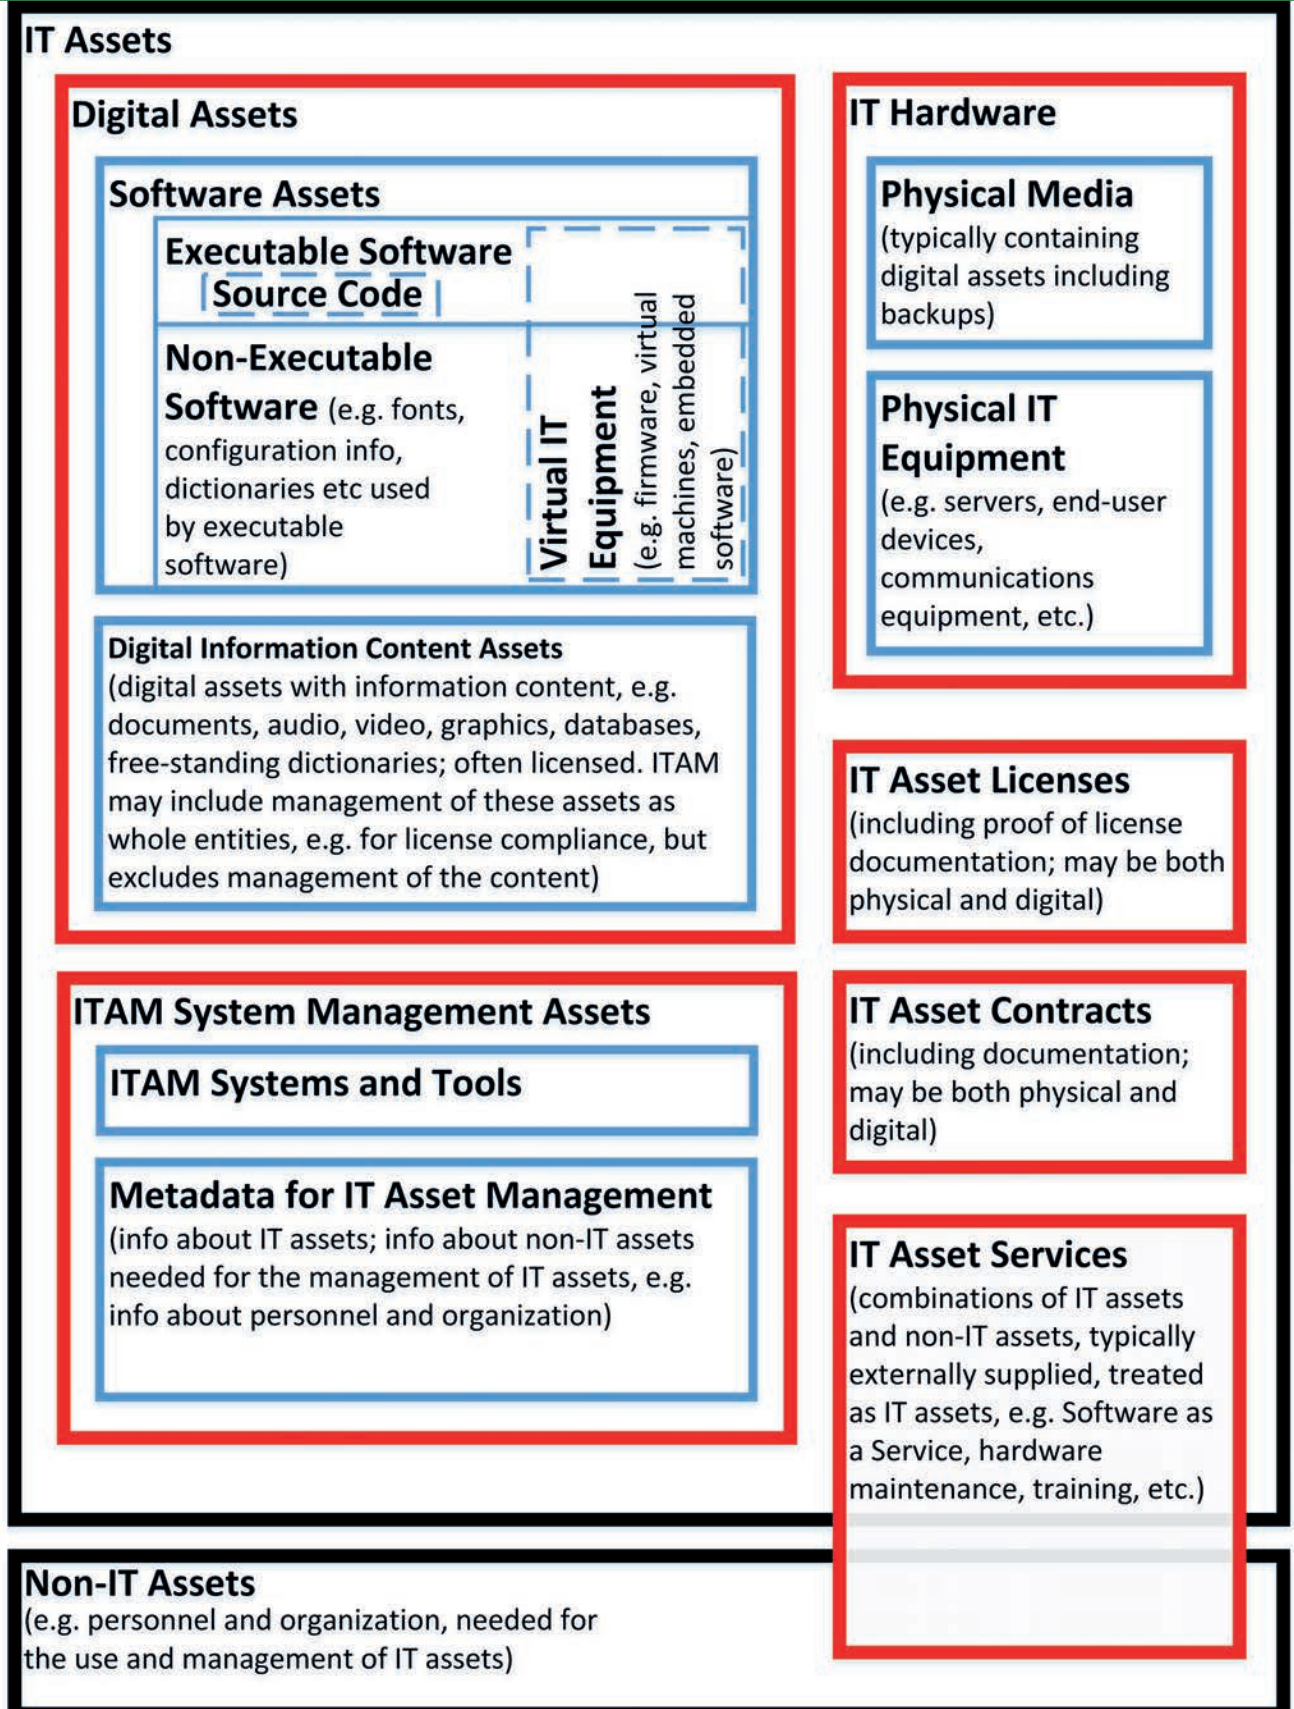 IT Assets
Digital Assets
Software Assets
Executable Software
Source Code
Non-Executable
Software (e.g. fonts,
configuration info,
dictionaries etc used
by executable
software)
Virtual IT
Equipment
(e.g. firmware, virtual
machines, embedded
software)
Digital Information Content Assets
(digital assets with information content, e.g.
documents, audio, video, graphics, databases,
free-standing dictionaries; often licensed. ITAM
may include management of these assets as
whole entities, e.g. for license compliance, but
excludes management of the content)
ITAM System Management Assets
ITAM Systems and Tools
Metadata for IT Asset Management
(info about IT assets; info about non-IT assets
needed for the management of IT assets, e.g.
info about personnel and organization)
IT Hardware
Physical Media
(typically containing
digital assets including
backups)
Physical IT
Equipment
(e.g. servers, end-user
devices,
communications
equipment, etc.)
IT Asset Licenses
(including proof of license
documentation; may be both
physical and digital)
IT Asset Contracts
(including documentation;
may be both physical and
digital)
IT Asset Services
(combinations of IT assets
and non-IT assets, typically
externally supplied, treated
as IT assets, e.g. Software as
a Service, hardware
maintenance, training, etc.)
Non-IT Assets
(e.g. personnel and organization, needed for
the use and management of IT assets)